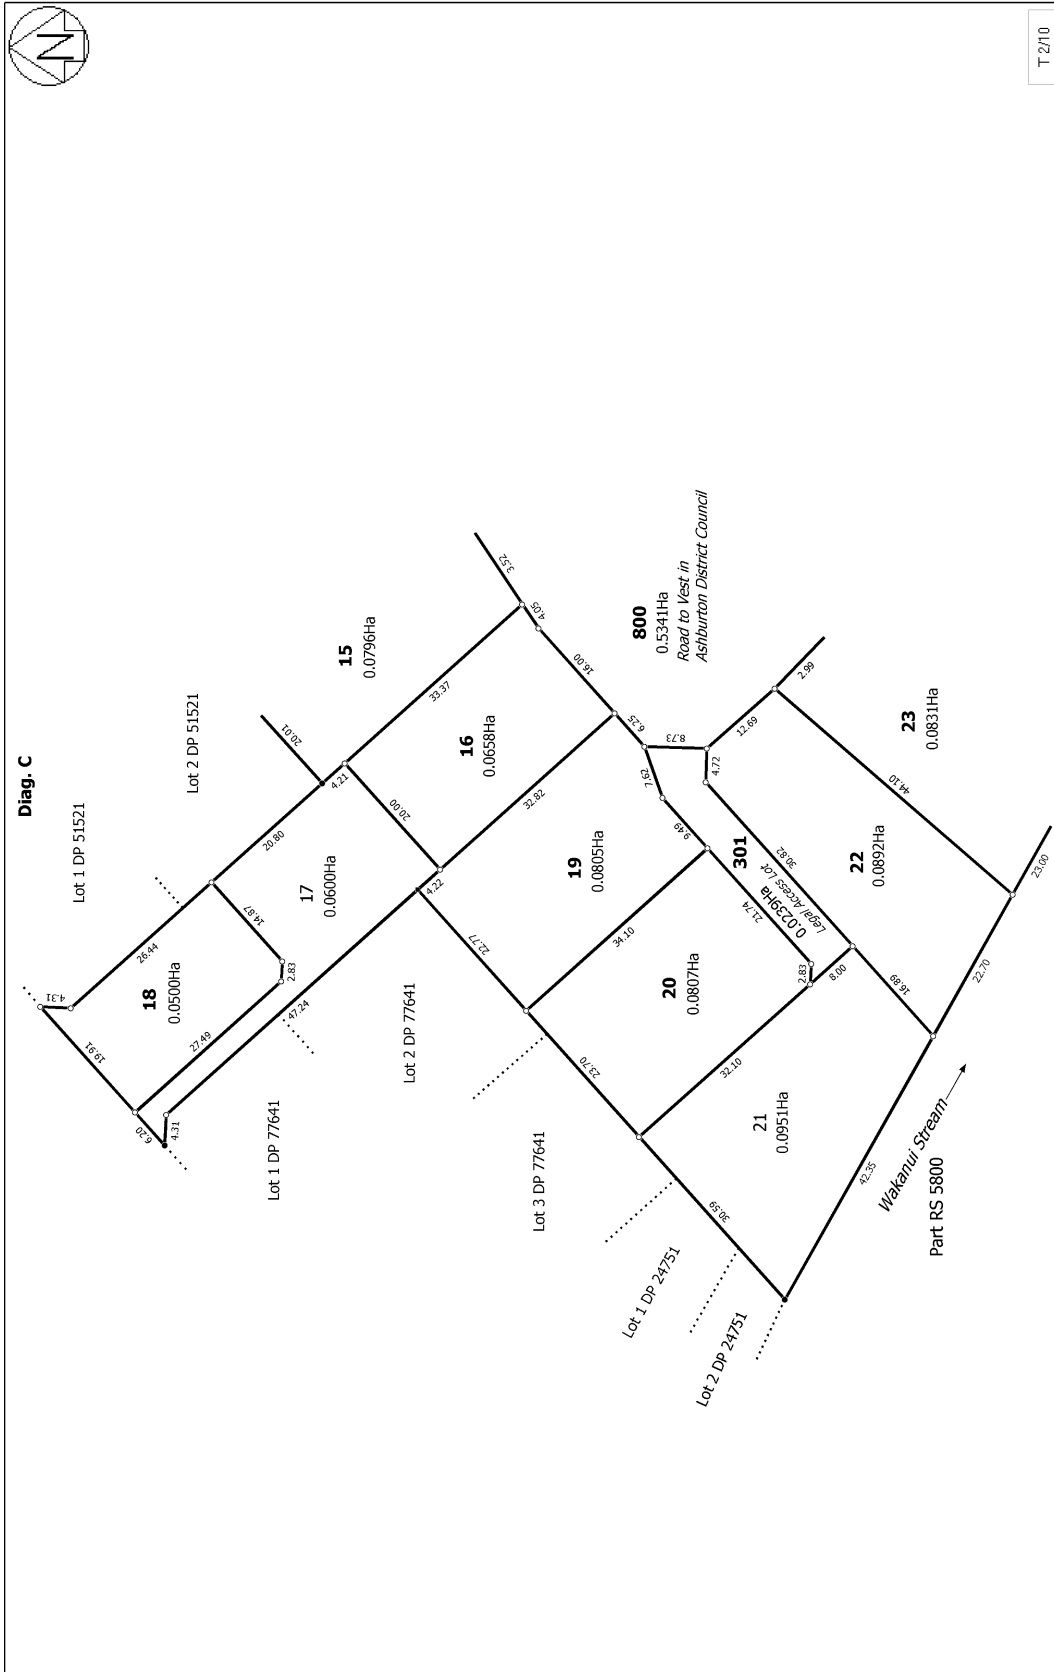 Diag. C
N
T 2/10
Lot 1 DP 51521
Lot 2 DP 51521
18
0.0500Ha
17
0.0600Ha
15
0.0796Ha
16
0.0658Ha
19
0.0805Ha
20
0.0807Ha
21
0.0951Ha
301
Legal Access Lot
0.0239Ha
22
0.0892Ha
23
0.0831Ha
800
0.5341Ha
Road to Vest in
Ashburton District Council
Lot 1 DP 77641
Lot 2 DP 77641
Lot 3 DP 77641
Lot 1 DP 24751
Lot 2 DP 24751
Wakanui Stream
Part RS 5800
4.31
19.91
6.20
4.31
26.44
27.49
14.87
2.83
47.24
20.80
20.01
4.21
20.00
4.22
33.37
3.52
4.05
16.00
32.82
6.25
8.73
7.62
9.49
4.72
12.69
2.99
22.77
34.10
23.70
21.74
30.82
2.83
8.00
32.10
16.89
44.10
30.59
42.35
22.70
23.00